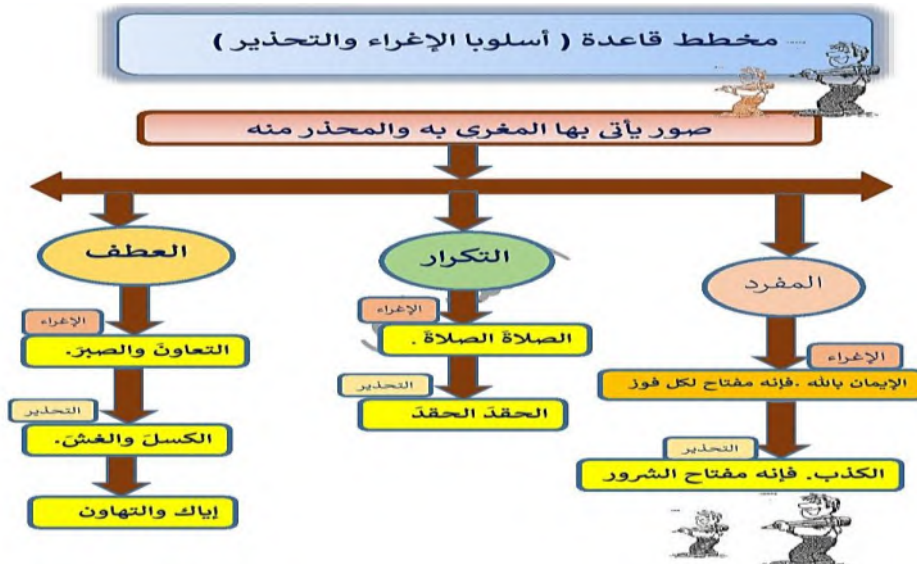 مخطط قاعدة ( أسلوبا الإغراء والتحذير )
صور يأتي بها المغري به والمحذر منه
المفرد
الإغراء
الإيمان بالله .فإنه مفتاح لكل فوز
التحذير
الكذب. فإنه مفتاح الشرور
التكرار
الإغراء
الصلاةَ الصلاةَ .
التحذير
الحقدَ الحقدَ
العطف
الإغراء
التعاونَ والصبرَ.
التحذير
الكسلَ والغشَ.
إياك والتهاون